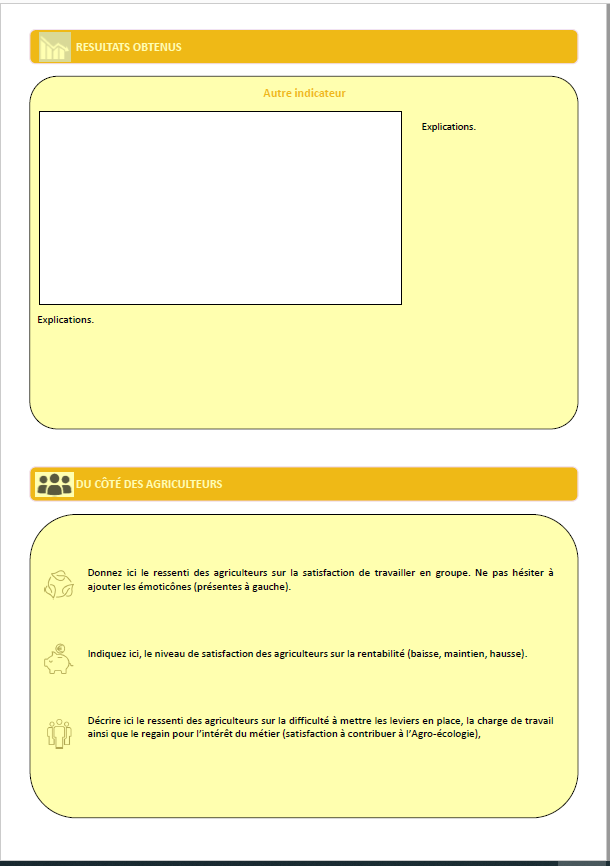 RESULTATS OBTENUS
Autre indicateur
Explications.
Explications.
DU CÔTÉ DES AGRICULTEURS
Donnez ici le ressenti des agriculteurs sur la satisfaction de travailler en groupe. Ne pas hésiter à
ajouter les émoticônes (présentes à gauche).
Indiquez ici, le niveau de satisfaction des agriculteurs sur la rentabilité (baisse, maintien, hausse).
Décrire ici le ressenti des agriculteurs sur la difficulté à mettre les leviers en place, la charge de travail
ainsi que le regain pour l’intérêt du métier (satisfaction à contribuer à l’Agro-écologie),